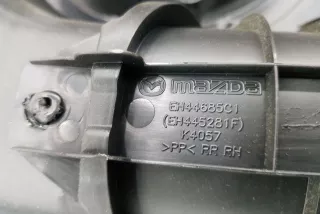 mazda
EH44685C1
(EH445281F)
K4057
>PP< RR RH